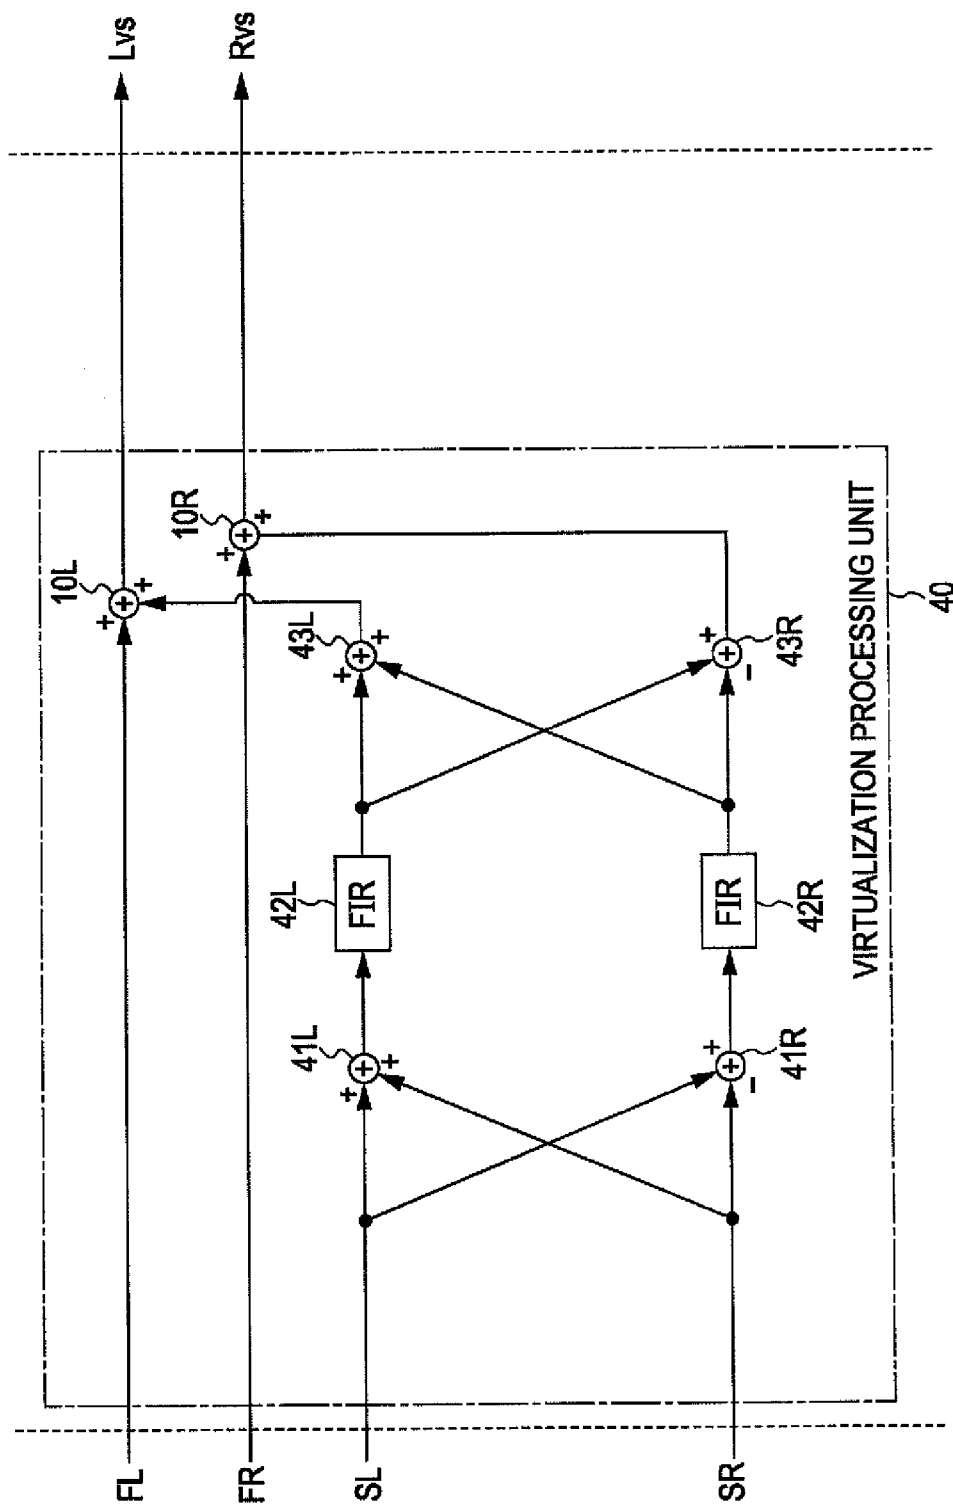 FL
FR
SL
SR
41L
+
+
+
41R
+
+
−
42L
FIR
42R
FIR
43L
+
+
+
43R
+
+
−
10L
+
+
+
10R
+
+
+
Lvs
Rvs
VIRTUALIZATION PROCESSING UNIT
40